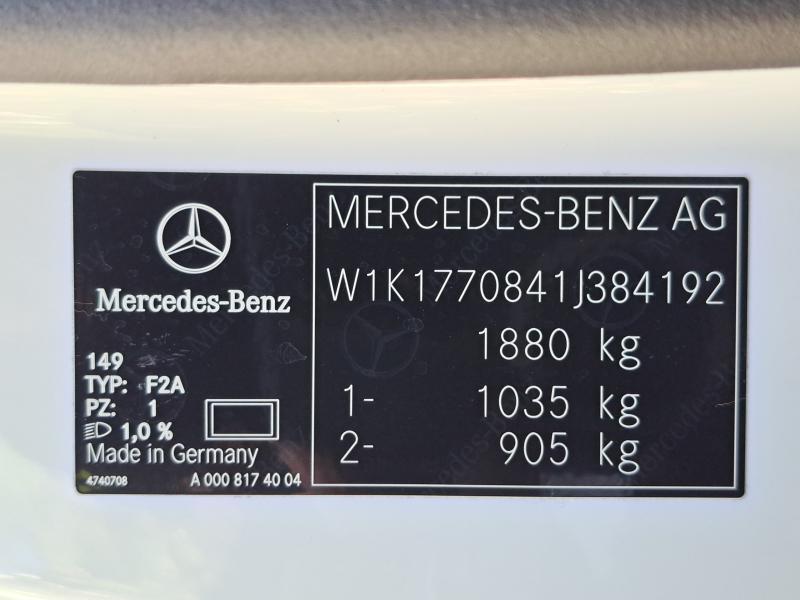 Mercedes-Benz
149
TYP: F2A
PZ: 1
1,0 %
Made in Germany
4740708 A 000 817 40 04
MERCEDES-BENZ AG
W1K1770841J384192
1880 kg
1- 1035 kg
2- 905 kg